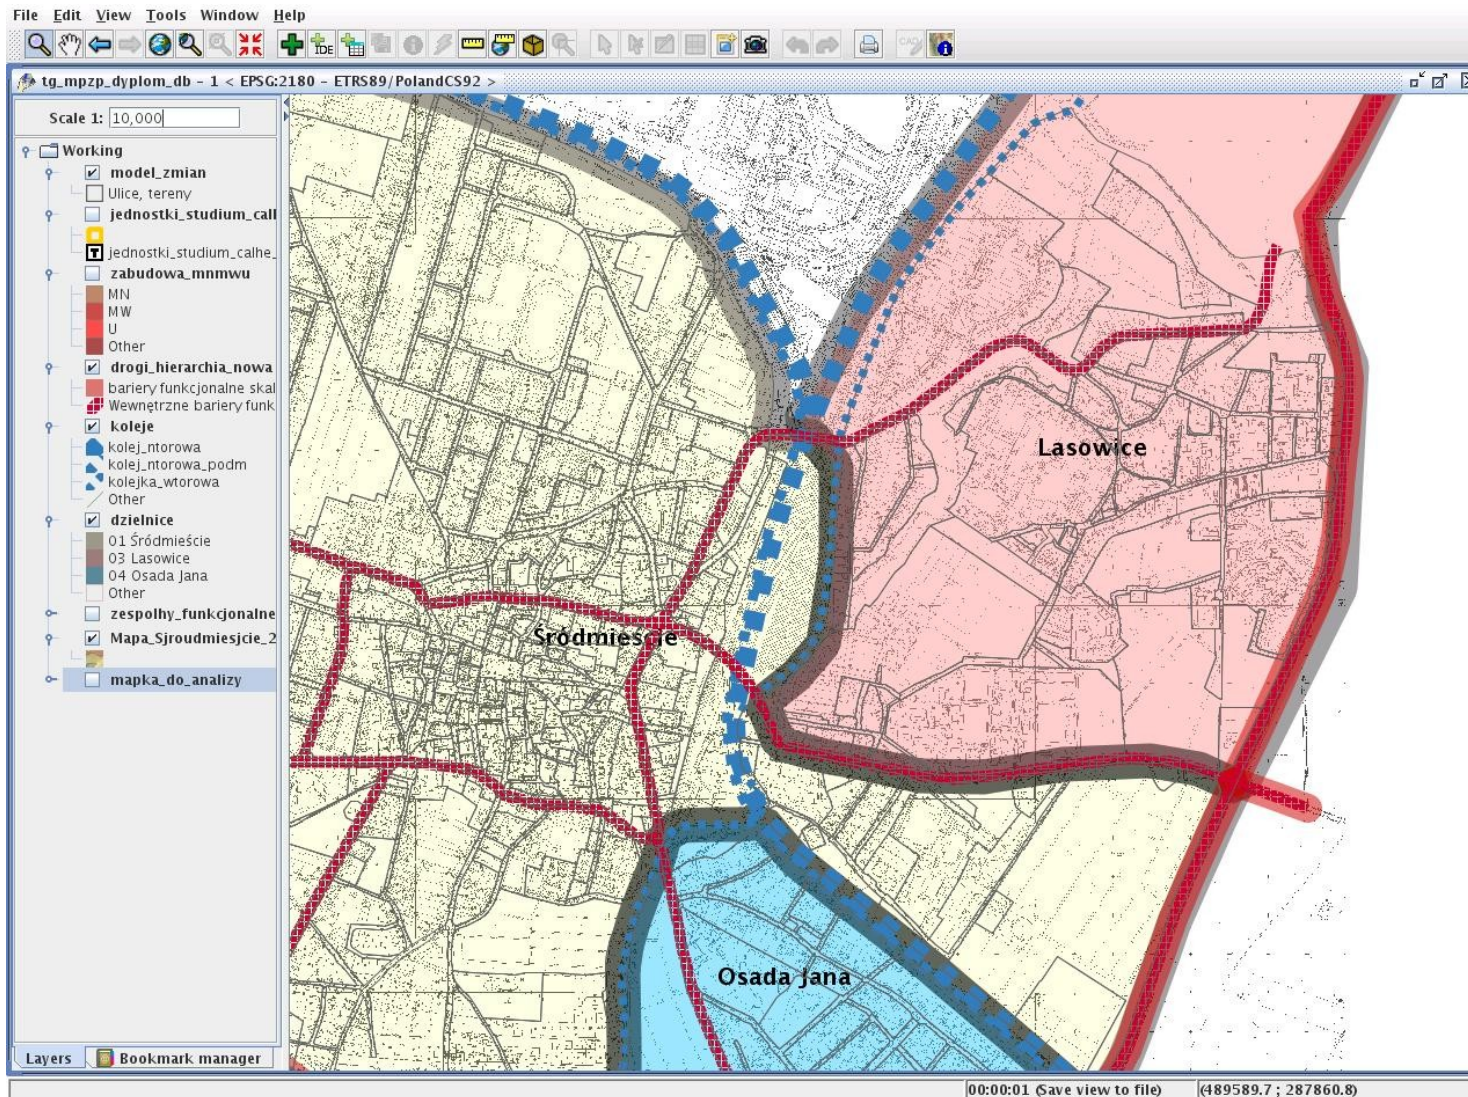 File Edit View Tools Window Help
IDE
CAD
tg_mpzp_dyplom_db - 1 < EPSG:2180 - ETRS89/PolandCS92 >
Scale 1: 10,000
Working
model_zmian
Ulice, tereny
jednostki_studium_call
T jednostki_studium_calhe_
zabudowa_mnmwu
MN
MW
U
Other
drogi_hierarchia_nowa
bariery funkcjonalne skal
Wewnętrzne bariery funk
koleje
kolej_ntorowa
kolej_ntorowa_podm
kolejka_wtorowa
Other
dzielnice
01 Śródmieście
03 Lasowice
04 Osada Jana
Other
zespolhy_funkcjonalne
Mapa_Sjroudmiesjcie_2
mapka_do_analizy
Lasowice
Śródmieście
Osada Jana
Layers Bookmark manager
00:00:01 (Save view to file) (489589.7 ; 287860.8)